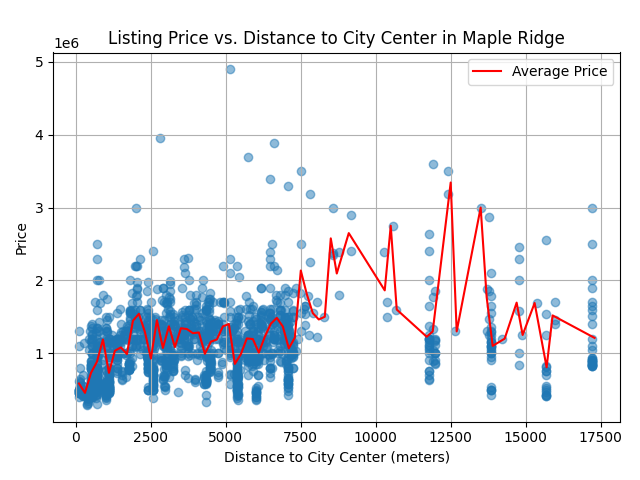 Listing Price vs. Distance to City Center in Maple Ridge
1e6
Average Price
5
4
3
2
1
Price
0 2500 5000 7500 10000 12500 15000 17500
Distance to City Center (meters)